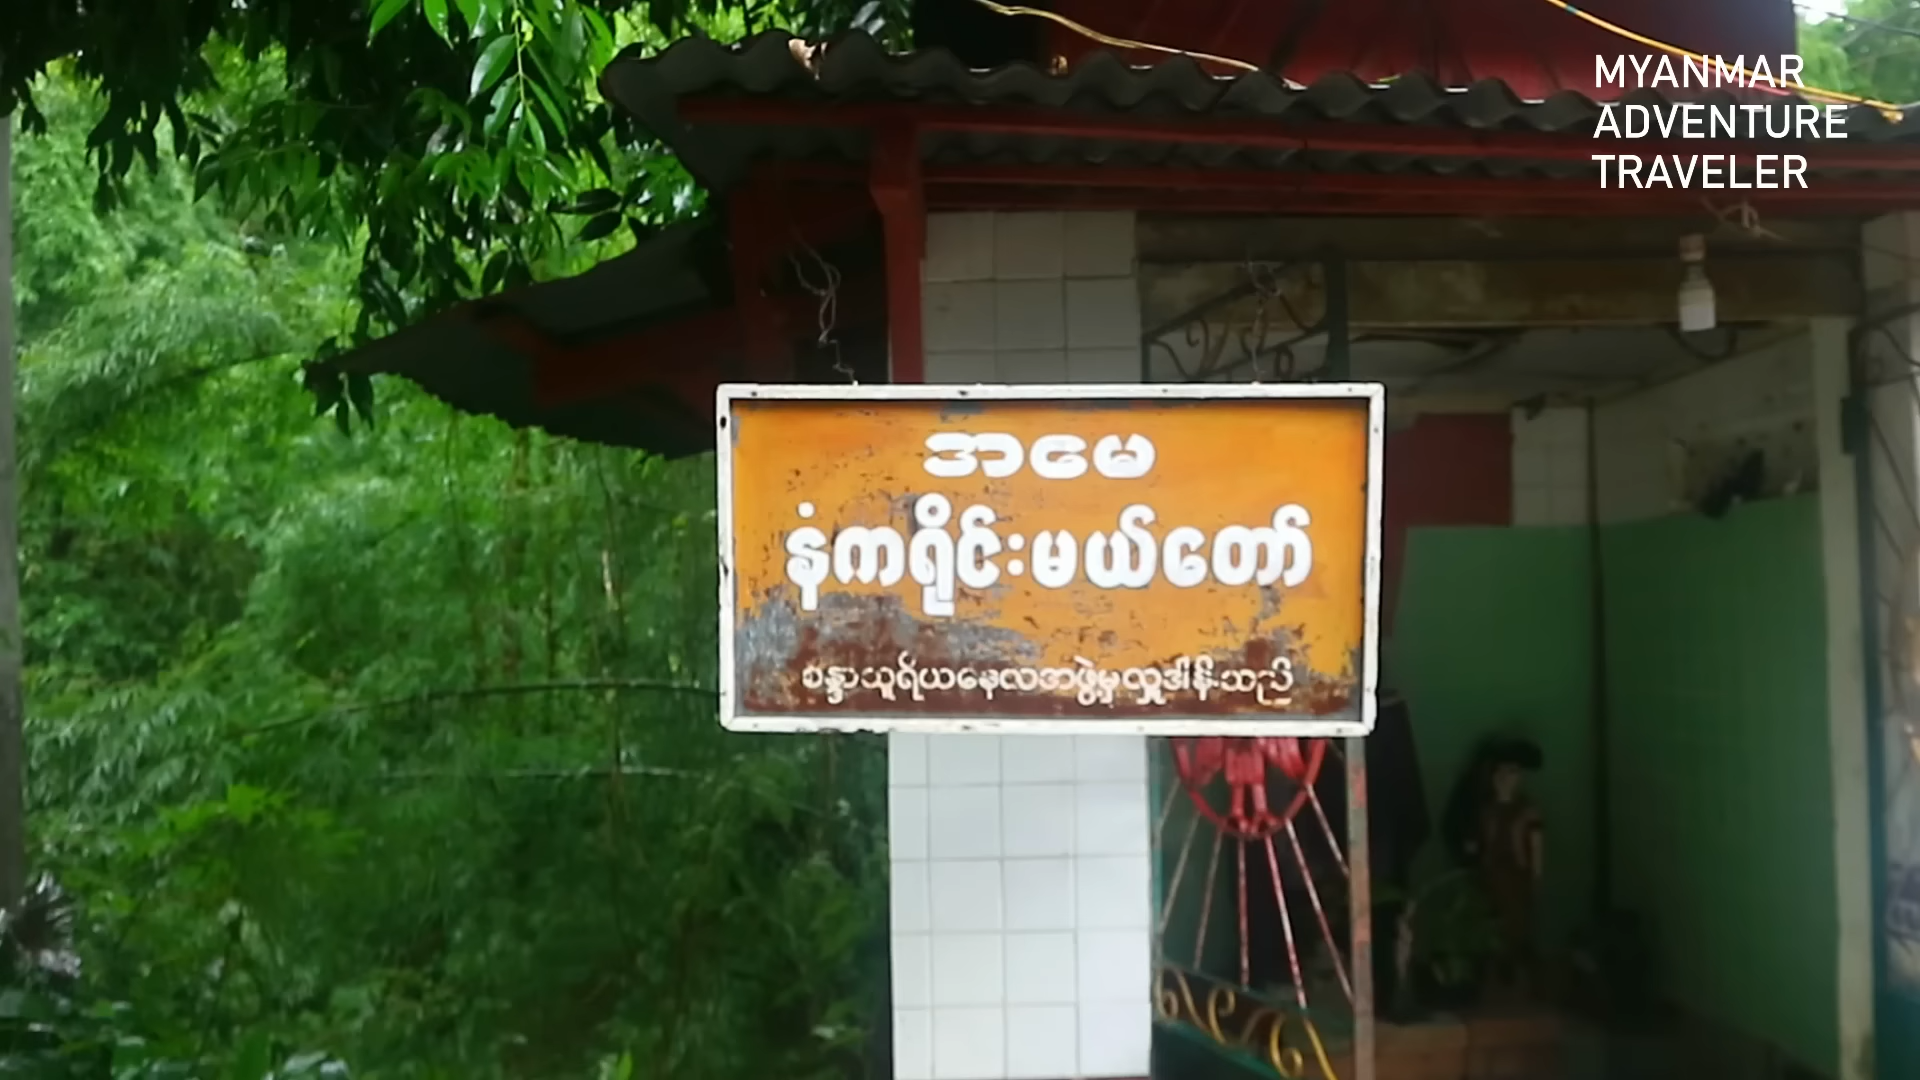 MYANMAR
ADVENTURE
TRAVELER
အမေ
နံကရိုင်းမယ်တော်
စန္ဒာသူရိယနေလအဖွဲ့မှလှူဒါန်းသည်